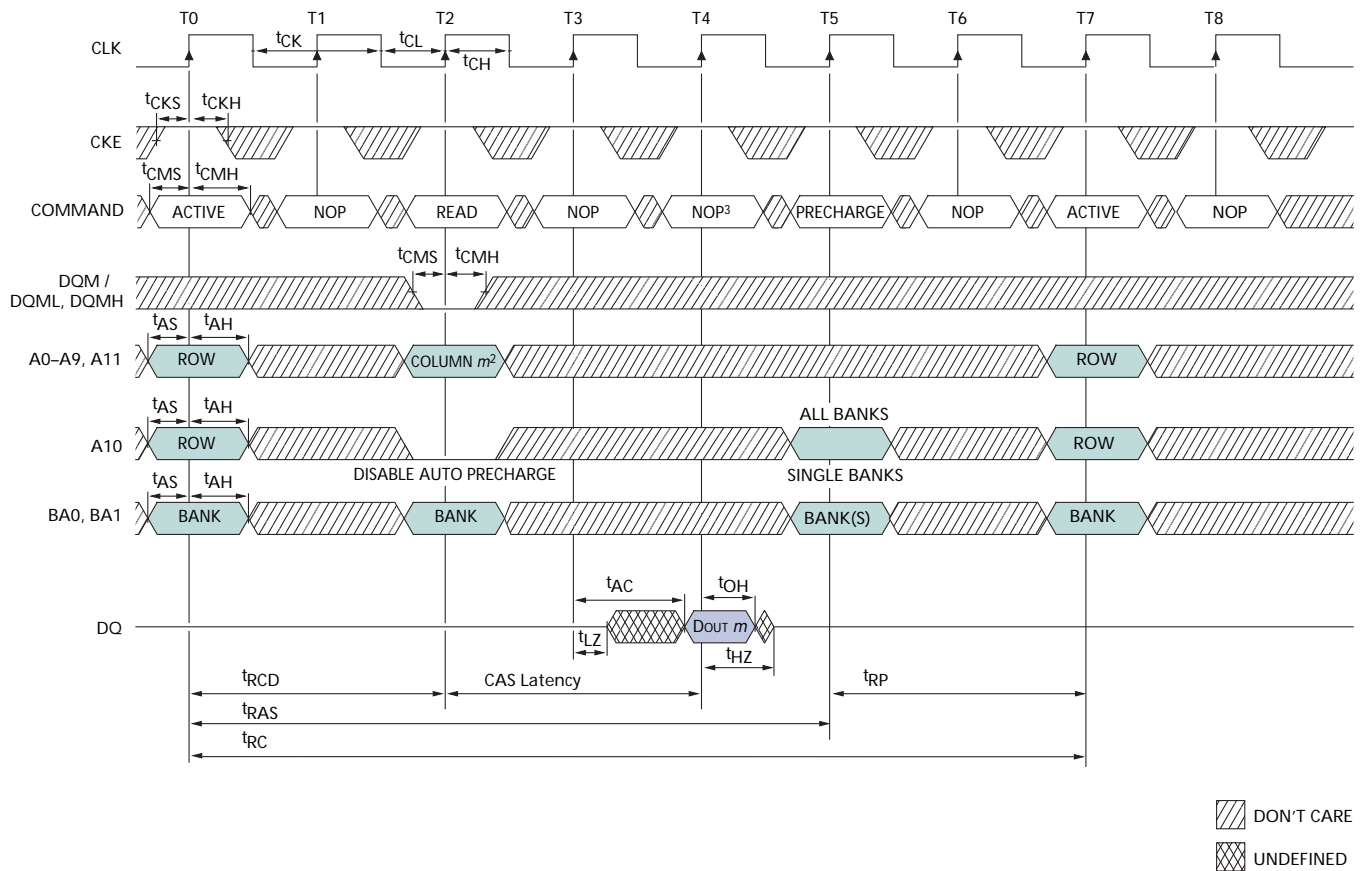 T0 T1 T2 T3 T4 T5 T6 T7 T8
CLK
tCK tCL tCH
tCKS tCKH
CKE
tCMS tCMH
COMMAND ACTIVE NOP READ NOP NOP3 PRECHARGE NOP ACTIVE NOP
tCMS tCMH
DQM /
DQML, DQMH
tAS tAH
A0–A9, A11 ROW COLUMN m2 ROW
tAS tAH ALL BANKS
A10 ROW ROW
DISABLE AUTO PRECHARGE SINGLE BANKS
tAS tAH
BA0, BA1 BANK BANK BANK(S) BANK
tAC tOH
DQ DOUT m
tLZ tHZ
tRCD CAS Latency tRP
tRAS
tRC
DON'T CARE
UNDEFINED